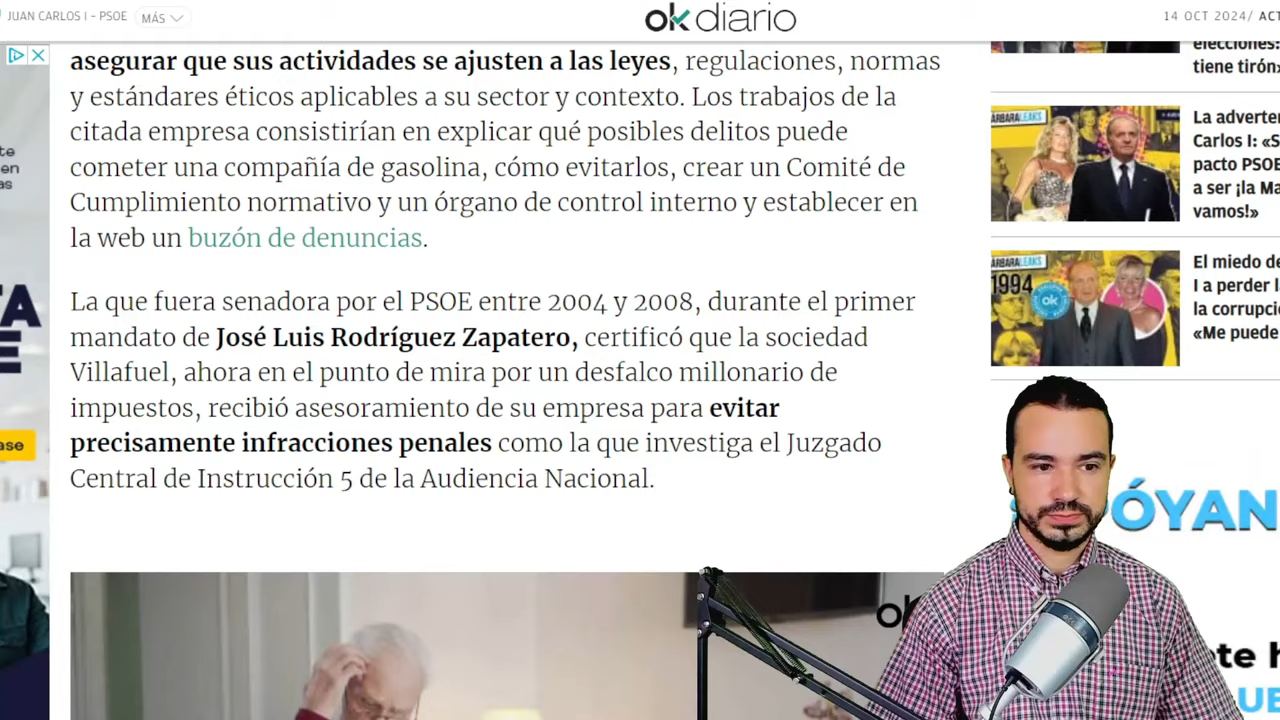 JUAN CARLOS I - PSOE
MÁS
ok diario
14 OCT 2024/
asegurar que sus actividades se ajusten a las leyes, regulaciones, normas
y estándares éticos aplicables a su sector y contexto. Los trabajos de la
citada empresa consistirían en explicar qué posibles delitos puede
cometer una compañía de gasolina, cómo evitarlos, crear un Comité de
Cumplimiento normativo y un órgano de control interno y establecer en
la web un buzón de denuncias.
La que fuera senadora por el PSOE entre 2004 y 2008, durante el primer
mandato de José Luis Rodríguez Zapatero, certificó que la sociedad
Villafuel, ahora en el punto de mira por un desfalco millonario de
impuestos, recibió asesoramiento de su empresa para evitar
precisamente infracciones penales como la que investiga el Juzgado
Central de Instrucción 5 de la Audiencia Nacional.
elecciones:
tiene tirón»
La
Carlos I: «S
pacto PSOE
a ser ¡la Ma
vamos!»
El miedo de
I a perder l
la corrupci
«Me puede
1994
ok
ÓYAN